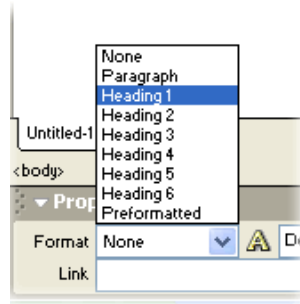 None
Paragraph
Heading 1
Heading 2
Heading 3
Heading 4
Heading 5
Heading 6
Preformatted
Untitled-1
<body>
Format None
Link